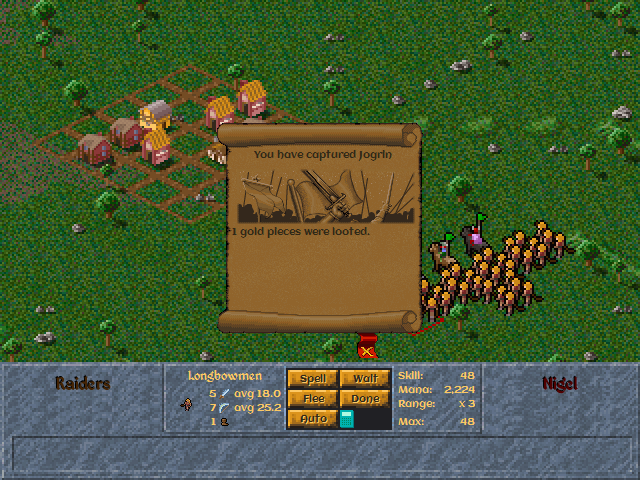 You have captured Jogrin
1 gold pieces were looted.
Raiders
Longbowmen
5 avg 18.0
7 avg 25.2
1
Spell Wait
Flee Done
Auto
Skill: 48
Mana: 2,224
Range: x 3
Max: 48
Nigel